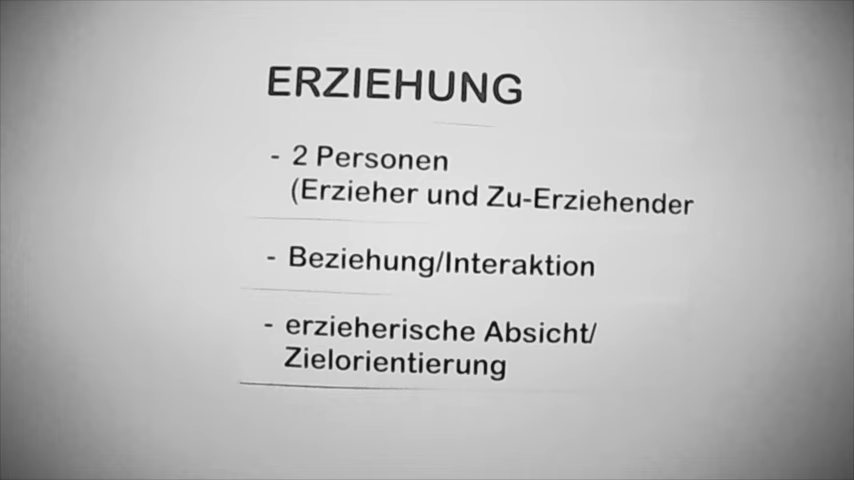 ERZIEHUNG
- 2 Personen
(Erzieher und Zu-Erziehender
- Beziehung/Interaktion
- erzieherische Absicht/
Zielorientierung